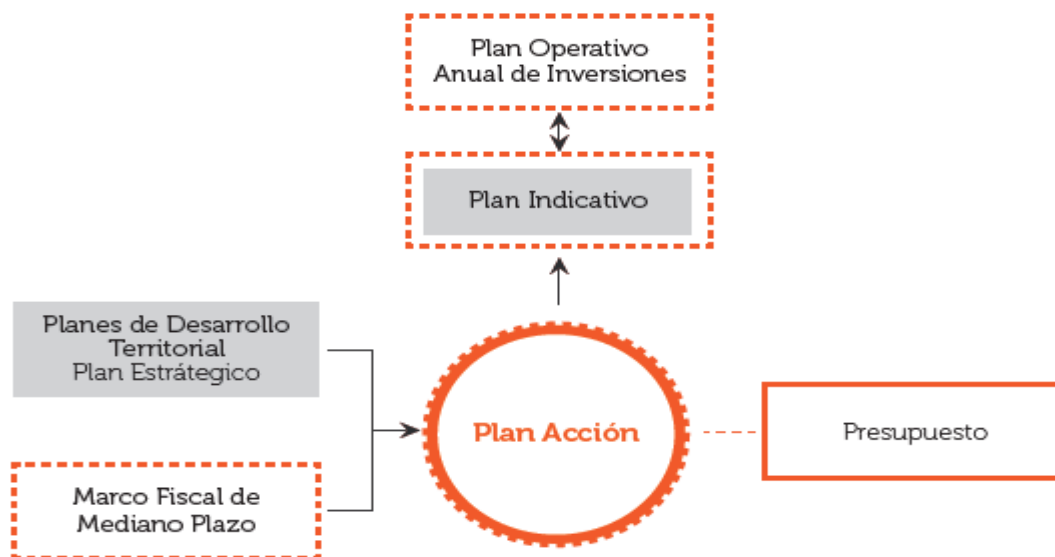 Plan Operativo
Anual de Inversiones
Plan Indicativo
Planes de Desarrollo
Territorial
Plan Estrátegico
Plan Acción
Presupuesto
Marco Fiscal de
Mediano Plazo